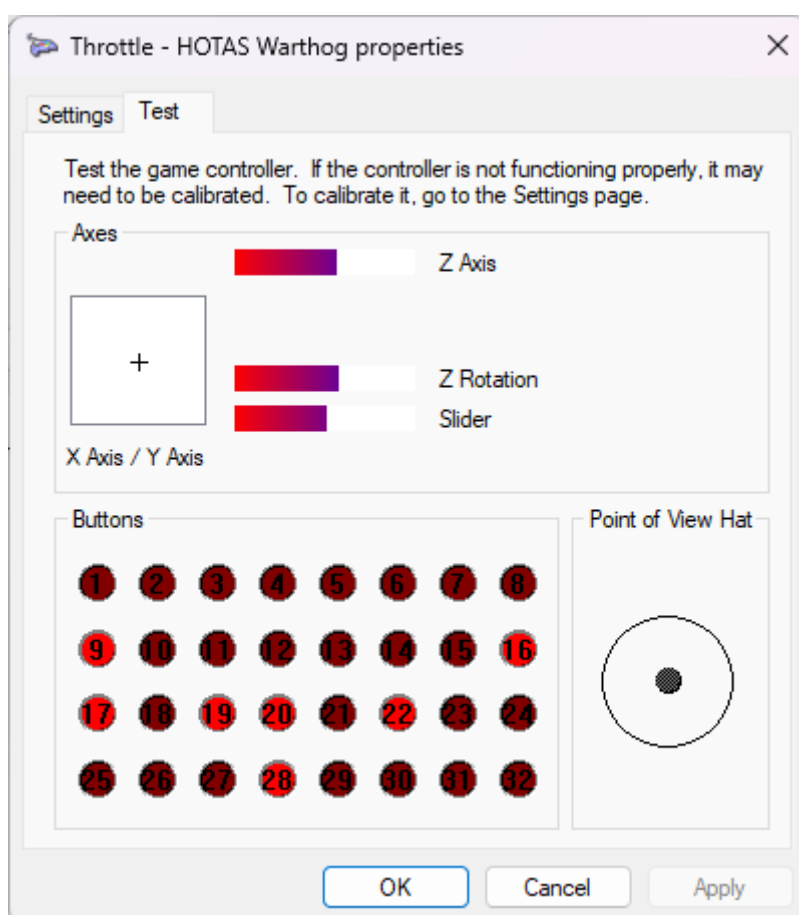 Throttle - HOTAS Warthog properties
Settings Test
Test the game controller. If the controller is not functioning properly, it may
need to be calibrated. To calibrate it, go to the Settings page.
Axes
Z Axis
Z Rotation
Slider
X Axis / Y Axis
Buttons
1 2 3 4 5 6 7 8
9 10 11 12 13 14 15 16
17 18 19 20 21 22 23 24
25 26 27 28 29 30 31 32
Point of View Hat
OK Cancel Apply